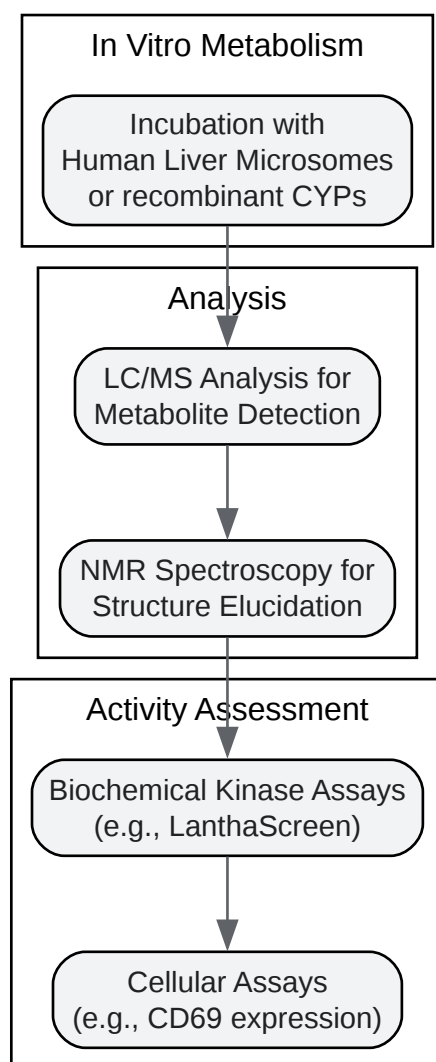 In Vitro Metabolism
Incubation with
Human Liver Microsomes
or recombinant CYPs
Analysis
LC/MS Analysis for
Metabolite Detection
NMR Spectroscopy for
Structure Elucidation
Activity Assessment
Biochemical Kinase Assays
(e.g., LanthaScreen)
Cellular Assays
(e.g., CD69 expression)